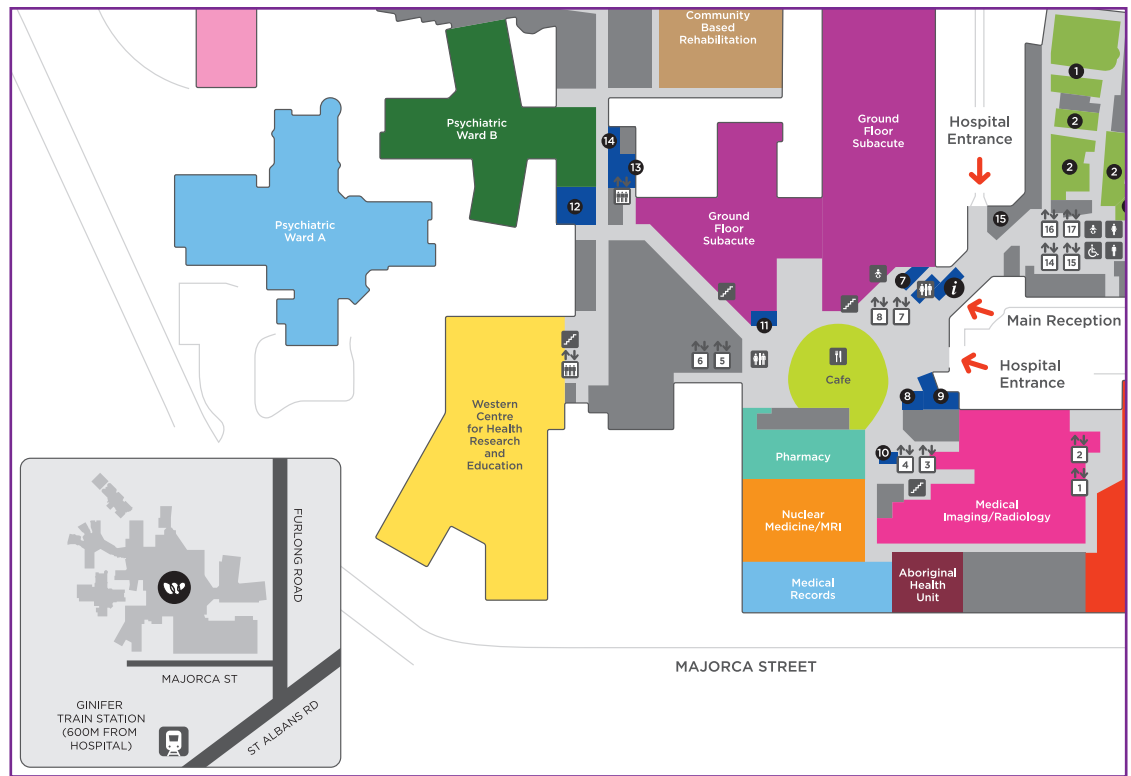 Community
Based
Rehabilitation
1
2
2
2
Psychiatric
Ward B
Ground
Floor
Subacute
Hospital
Entrance
14
13
12
15
16
17
14
15
Psychiatric
Ward A
Ground
Floor
Subacute
7
i
8
7
11
Main Reception
6
5
Cafe
Hospital
Entrance
8
9
Western
Centre
for Health
Research
and
Education
Pharmacy
10
4
3
2
1
Nuclear
Medicine/MRI
Medical
Imaging/Radiology
Medical
Records
Aboriginal
Health
Unit
MAJORCA STREET
FURLONG ROAD
MAJORCA ST
ST ALBANS RD
GINIFER
TRAIN STATION
(600M FROM
HOSPITAL)